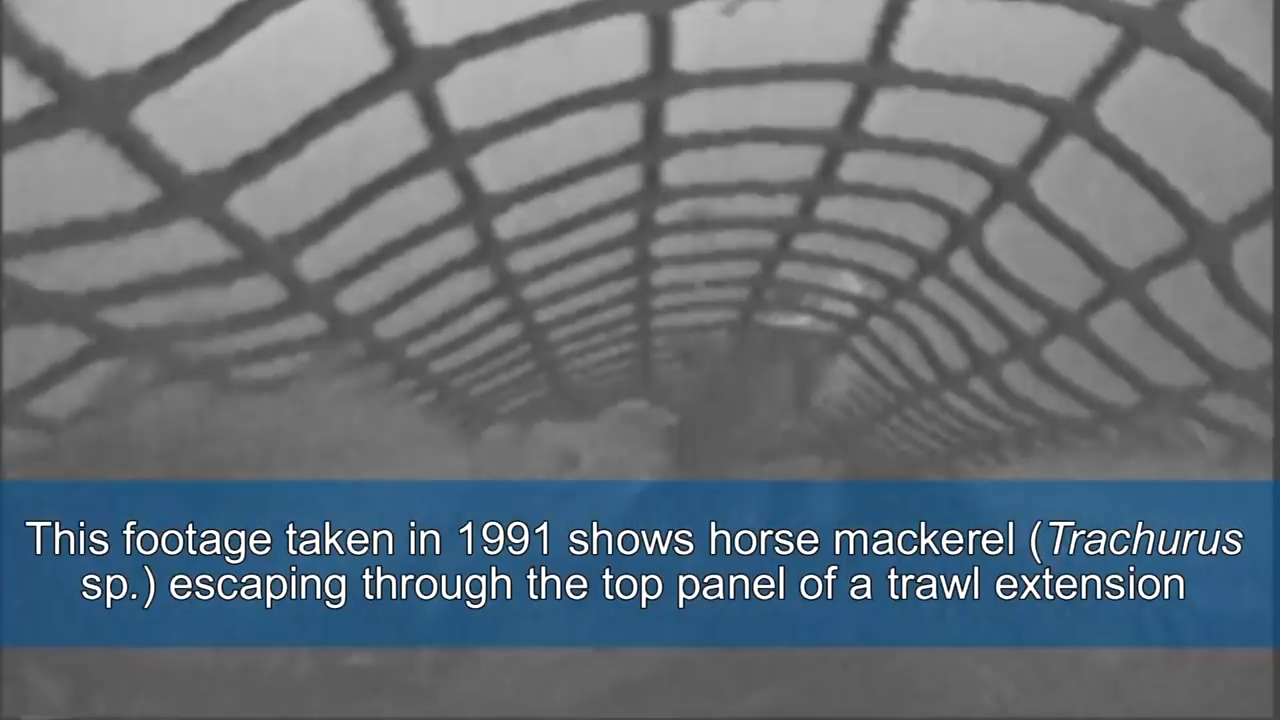 This footage taken in 1991 shows horse mackerel (Trachurus
sp.) escaping through the top panel of a trawl extension